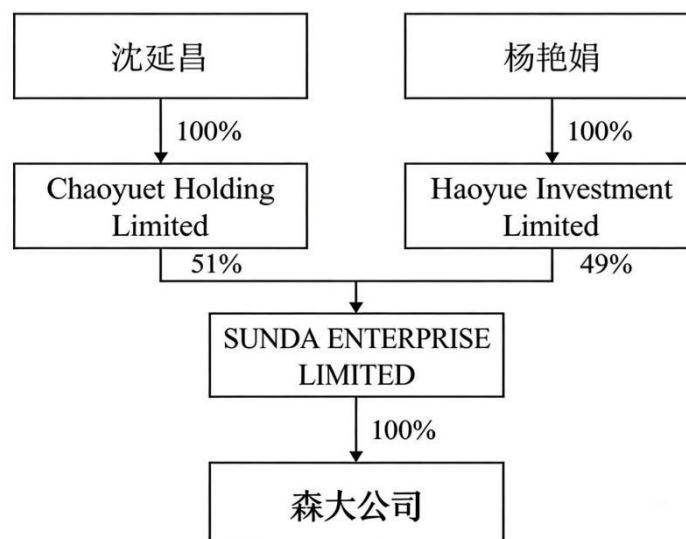 沈延昌
杨艳娟
100%
100%
Chaoyuet Holding
Limited
Haoyue Investment
Limited
51%
49%
SUNDA ENTERPRISE
LIMITED
100%
森大公司